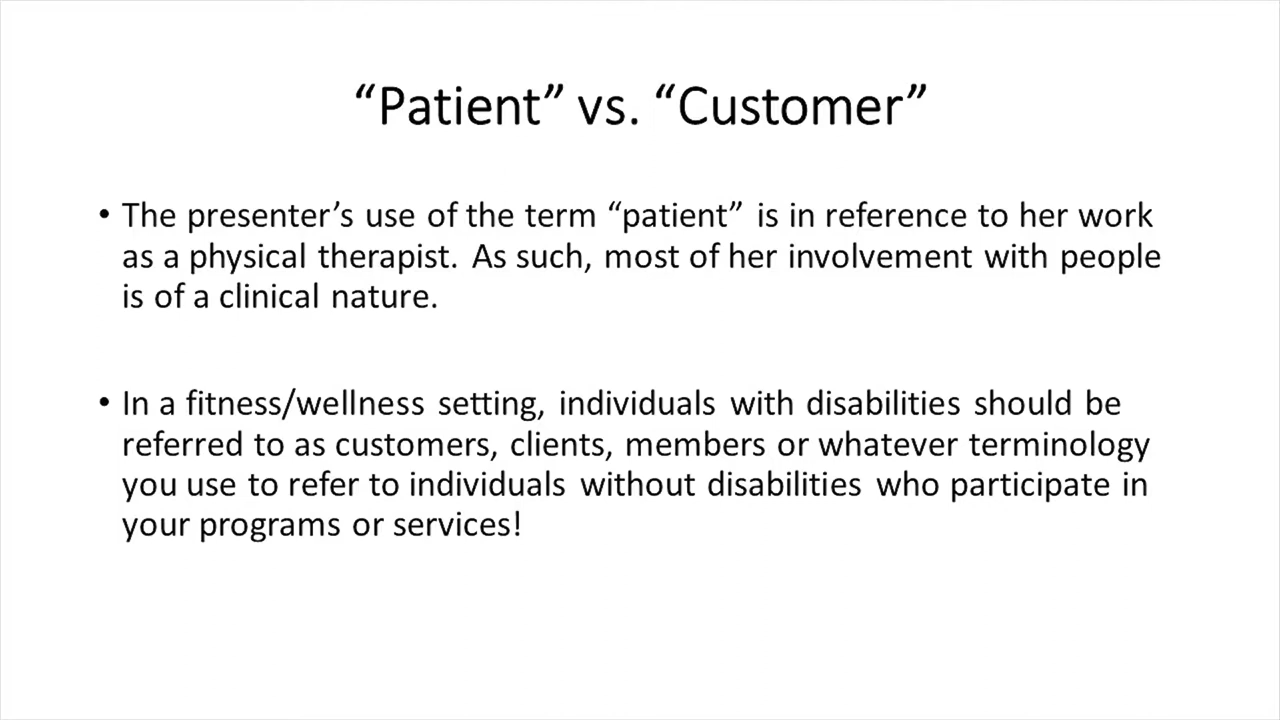 “Patient” vs. “Customer”
• The presenter’s use of the term “patient” is in reference to her work
as a physical therapist. As such, most of her involvement with people
is of a clinical nature.
• In a fitness/wellness setting, individuals with disabilities should be
referred to as customers, clients, members or whatever terminology
you use to refer to individuals without disabilities who participate in
your programs or services!